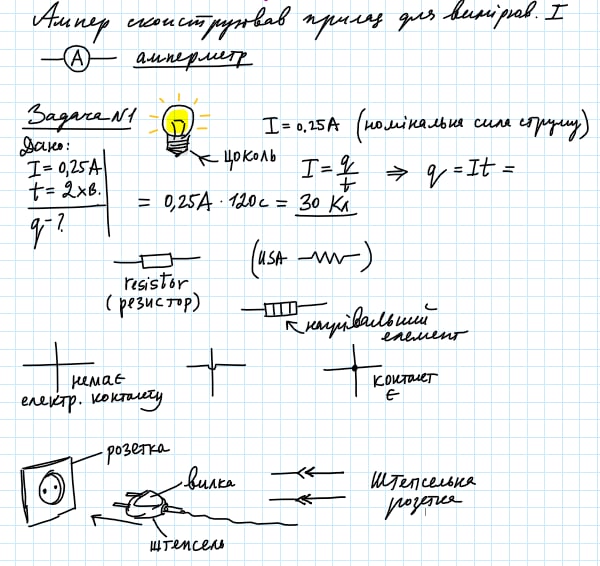 Ампер сконструював прилад для вимірюв. I
A амперметр
Задача №1
I = 0,25A (номінальна сила струму)
Дано:
I = 0,25A
t = 2 хв.
q - ?
цоколь
I = q/t ⇒ q = It =
= 0,25A · 120c = 30 Кл
resistor
(резистор)
(USA)
нагрівальний
елемент
немає
електр. контакту
контакт
є
розетка
вилка
штепсель
Штепсельна
розетка